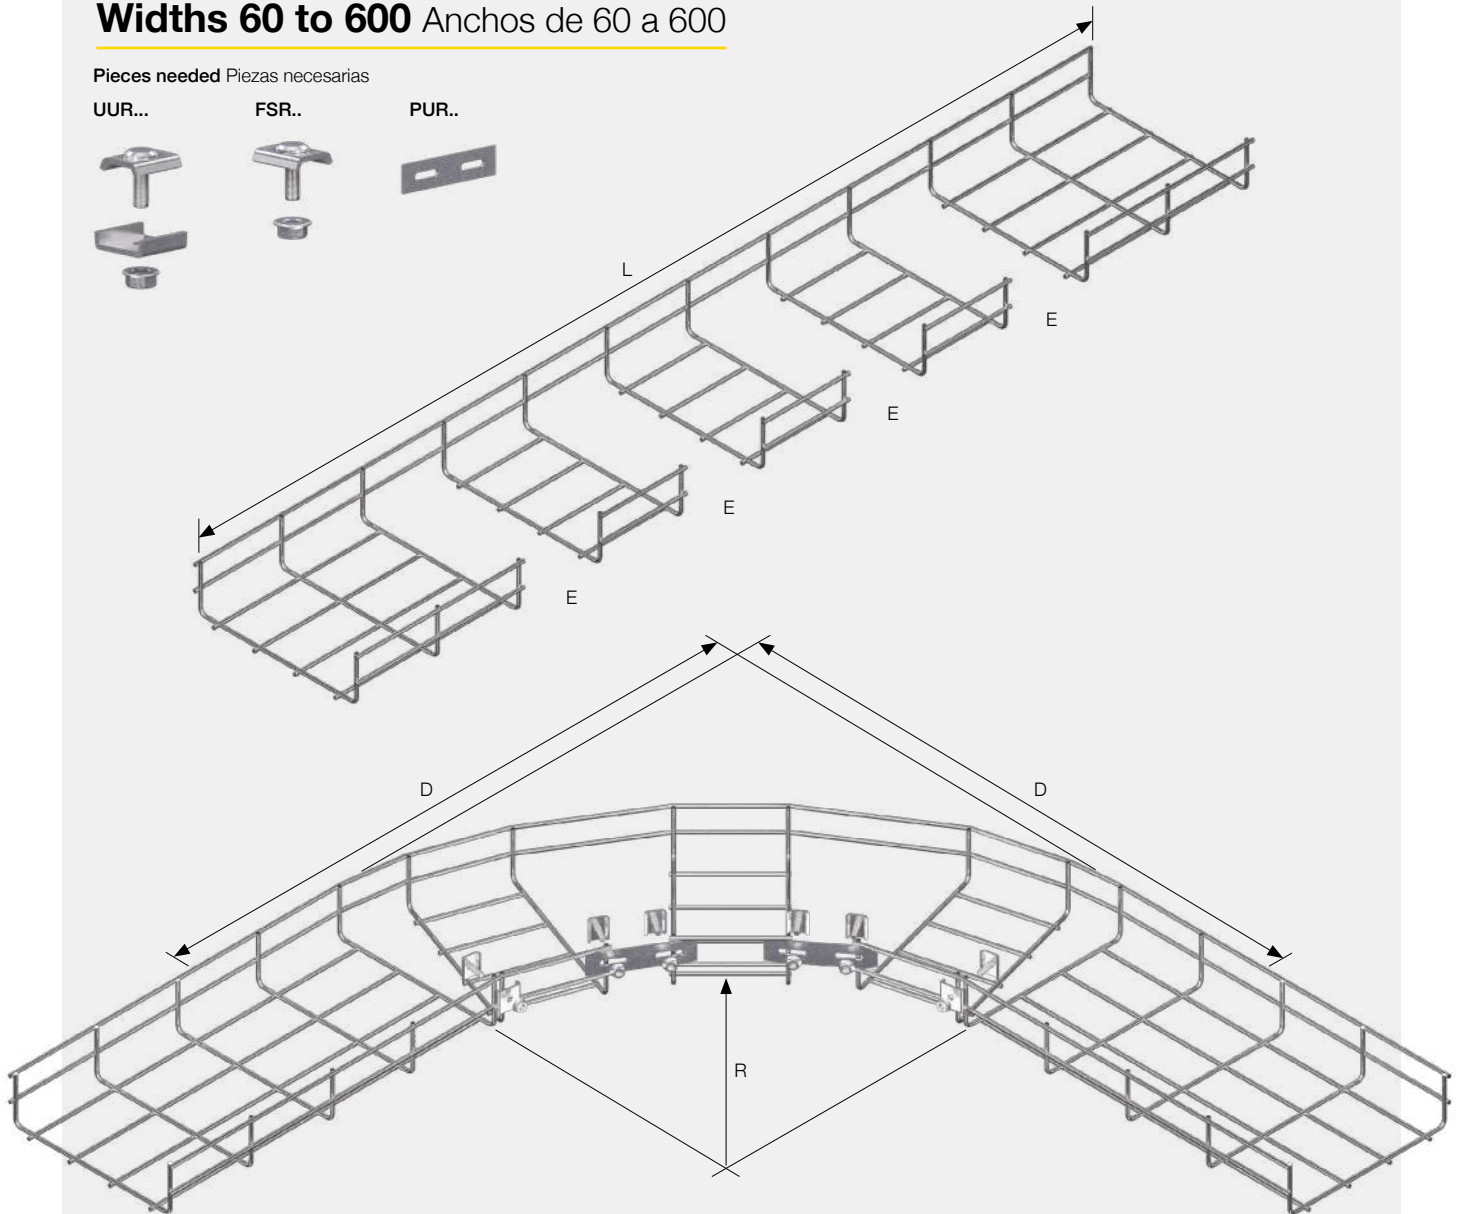 Widths 60 to 600 Anchos de 60 a 600
Pieces needed Piezas necesarias
UUR... FSR.. PUR..
L
E
E
E
E
D D
R